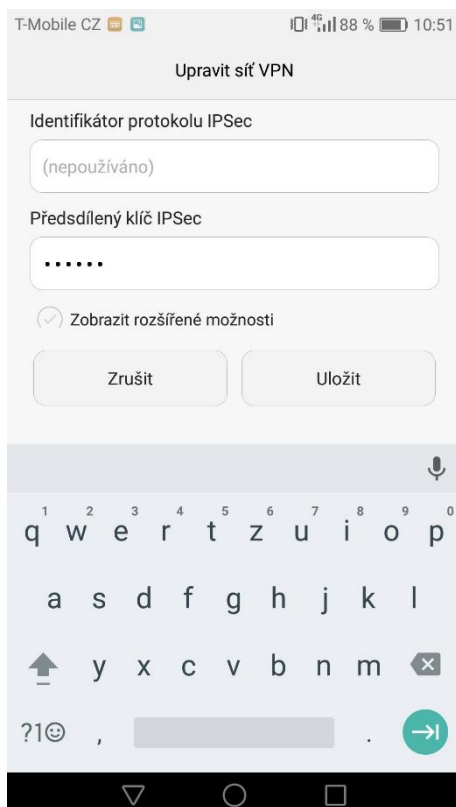 T-Mobile CZ 4G 88 % 10:51
Upravit síť VPN
Identifikátor protokolu IPSec
(nepoužíváno)
Předsdílený klíč IPSec
••••••
Zobrazit rozšířené možnosti
Zrušit Uložit
1 2 3 4 5 6 7 8 9 0
q w e r t z u i o p
a s d f g h j k l
y x c v b n m
?1☺ , .